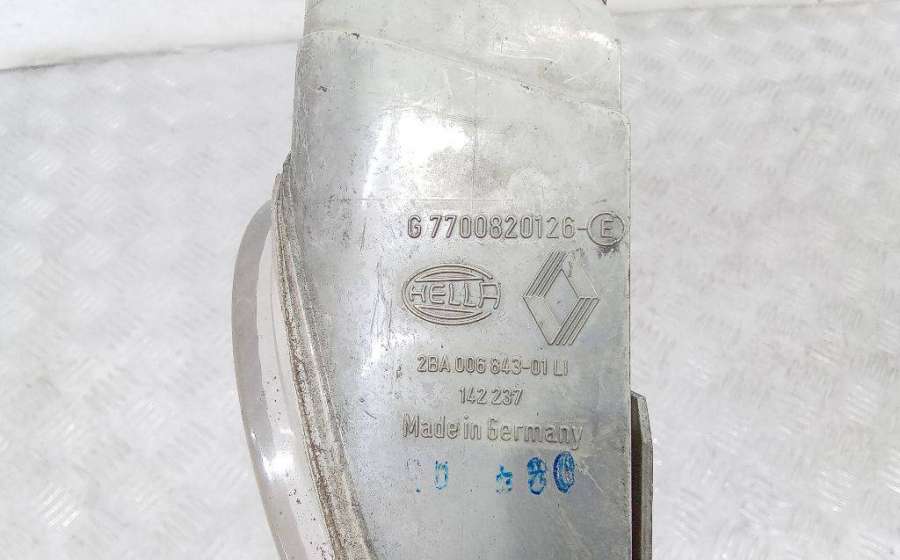 G 7700820126-E
HELLA
2BA 006 843-01 LI
142 237
Made in Germany